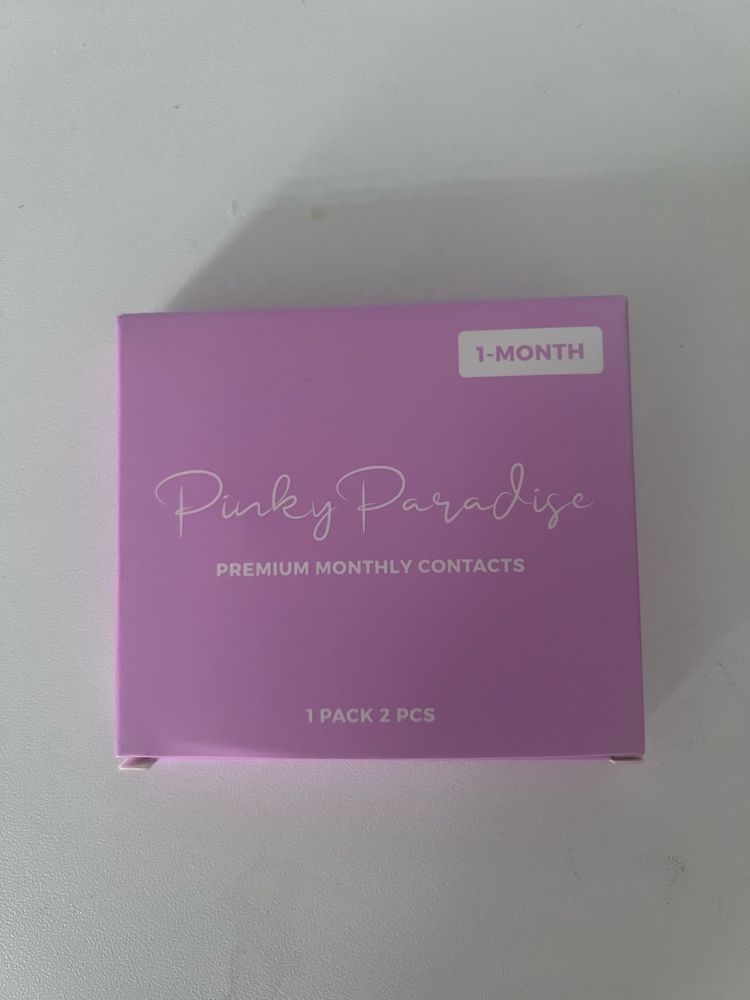 1-MONTH
Pinky Paradise
PREMIUM MONTHLY CONTACTS
1 PACK 2 PCS